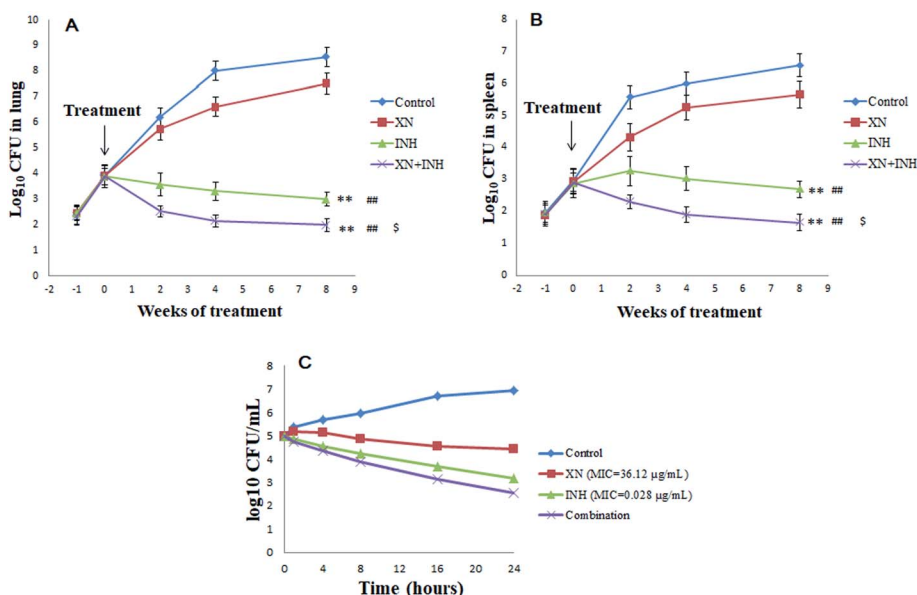 A
Log10 CFU in lung
10
9
8
7
6
5
4
3
2
1
0
Treatment
** ##
** ## $
-2 -1 0 1 2 3 4 5 6 7 8 9
Weeks of treatment
Control
XN
INH
XN+INH
B
Log10 CFU in spleen
8
7
6
5
4
3
2
1
0
Treatment
** ##
** ## $
-2 -1 0 1 2 3 4 5 6 7 8 9
Weeks of treatment
Control
XN
INH
XN+INH
C
log10 CFU/mL
8
7
6
5
4
3
2
1
0
0 4 8 12 16 20 24
Time (hours)
Control
XN (MIC=36.12 µg/mL)
INH (MIC=0.028 µg/mL)
Combination